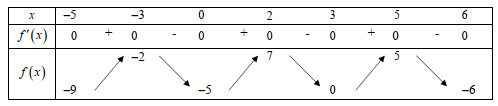 x –5 –3 0 2 3 5 6
f′(x) 0 + 0 - 0 + 0 - 0 + 0 - 0
–2 7 5
f(x)
–9 –5 0 –6